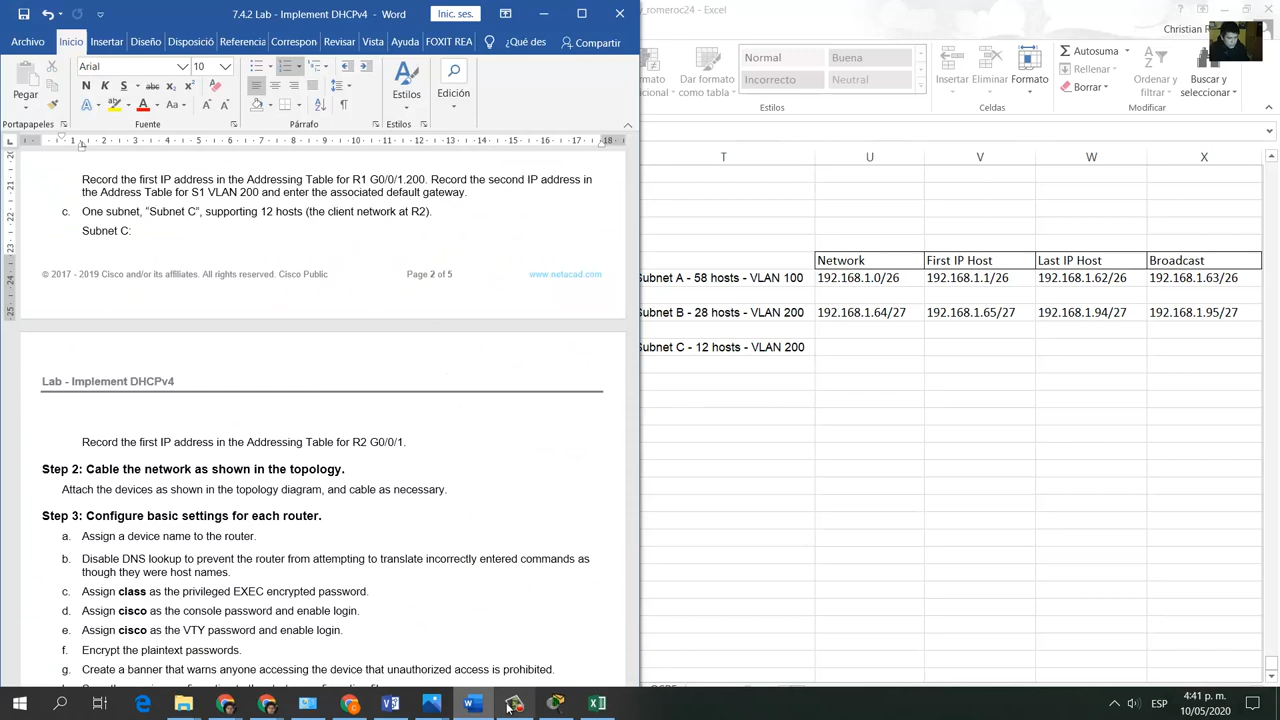 7.4.2 Lab - Implement DHCPv4 - Word
Inic. ses.
_romeroc24 - Excel
Christian R
Archivo
Inicio
Insertar
Diseño
Disposició
Referencia
Correspon
Revisar
Vista
Ayuda
FOXIT REA
¿Qué des
Compartir
Arial
10
Pegar
Estilos
Edición
Portapapeles
Fuente
Párrafo
Estilos
Normal
Buena
Incorrecto
Neutral
Estilos
Insertar
Eliminar
Formato
Celdas
Autosuma
Rellenar
Borrar
Ordenar y
filtrar
Buscar y
seleccionar
Modificar
Dar formato
como tabla
Record the first IP address in the Addressing Table for R1 G0/0/1.200. Record the second IP address in
the Address Table for S1 VLAN 200 and enter the associated default gateway.
c. One subnet, “Subnet C”, supporting 12 hosts (the client network at R2).
Subnet C:
© 2017 - 2019 Cisco and/or its affiliates. All rights reserved. Cisco Public
Page 2 of 5
www.netacad.com
Lab - Implement DHCPv4
Record the first IP address in the Addressing Table for R2 G0/0/1.
Step 2: Cable the network as shown in the topology.
Attach the devices as shown in the topology diagram, and cable as necessary.
Step 3: Configure basic settings for each router.
a. Assign a device name to the router.
b. Disable DNS lookup to prevent the router from attempting to translate incorrectly entered commands as
though they were host names.
c. Assign class as the privileged EXEC encrypted password.
d. Assign cisco as the console password and enable login.
e. Assign cisco as the VTY password and enable login.
f. Encrypt the plaintext passwords.
g. Create a banner that warns anyone accessing the device that unauthorized access is prohibited.
T U V W X
Network First IP Host Last IP Host Broadcast
Subnet A - 58 hosts - VLAN 100 192.168.1.0/26 192.168.1.1/26 192.168.1.62/26 192.168.1.63/26
Subnet B - 28 hosts - VLAN 200 192.168.1.64/27 192.168.1.65/27 192.168.1.94/27 192.168.1.95/27
Subnet C - 12 hosts - VLAN 200
ESP
4:41 p. m.
10/05/2020